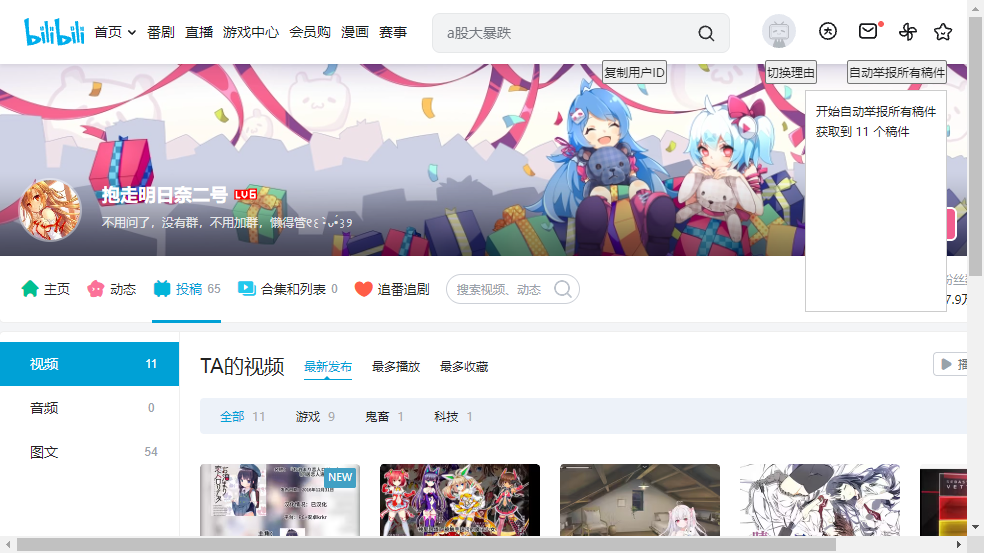 bilibili 首页 番剧 直播 游戏中心 会员购 漫画 赛事 a股大暴跌
复制用户ID 切换理由 自动举报所有稿件
开始自动举报所有稿件
获取到 11 个稿件
抱走明日奈二号 LV6
不用问了，没有群，不用加群，懒得管
主页 动态 投稿 65 合集和列表 0 追番追剧 搜索视频、动态
7.9万
视频 11
音频 0
图文 54
TA的视频 最新发布 最多播放 最多收藏
全部 11 游戏 9 鬼畜 1 科技 1
NEW